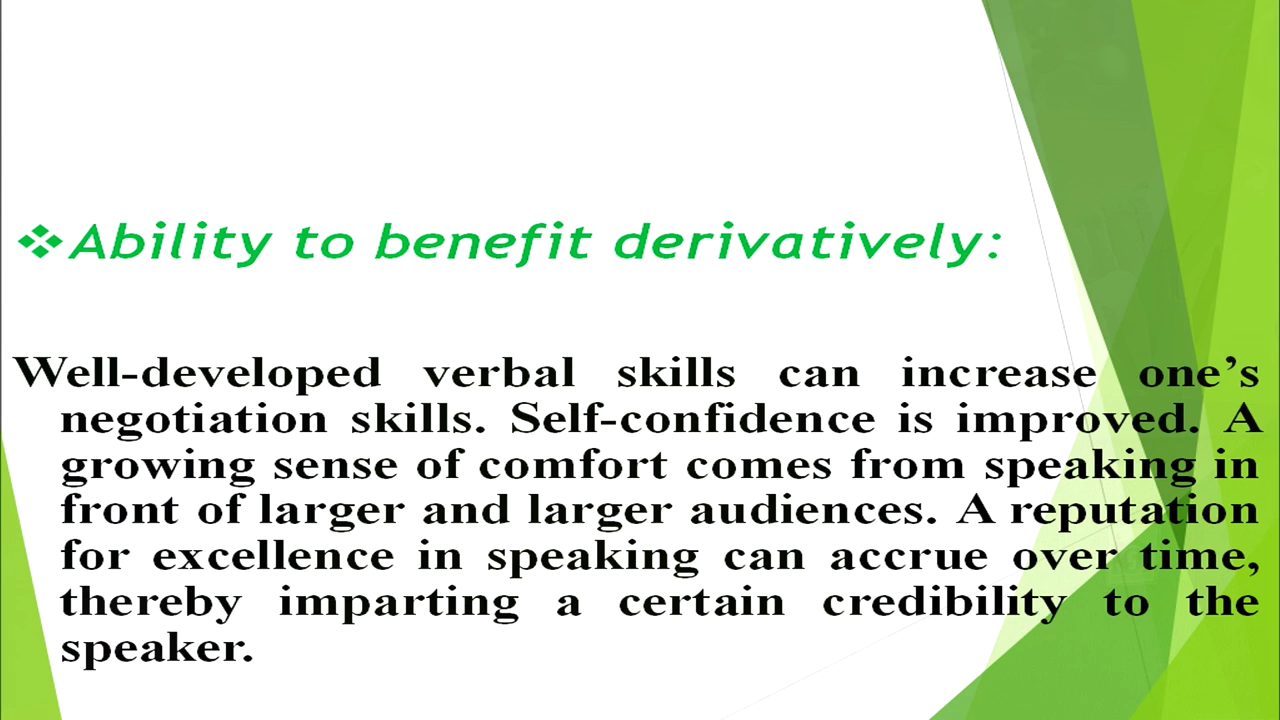 ❖Ability to benefit derivatively:
Well-developed verbal skills can increase one’s
negotiation skills. Self-confidence is improved. A
growing sense of comfort comes from speaking in
front of larger and larger audiences. A reputation
for excellence in speaking can accrue over time,
thereby imparting a certain credibility to the
speaker.